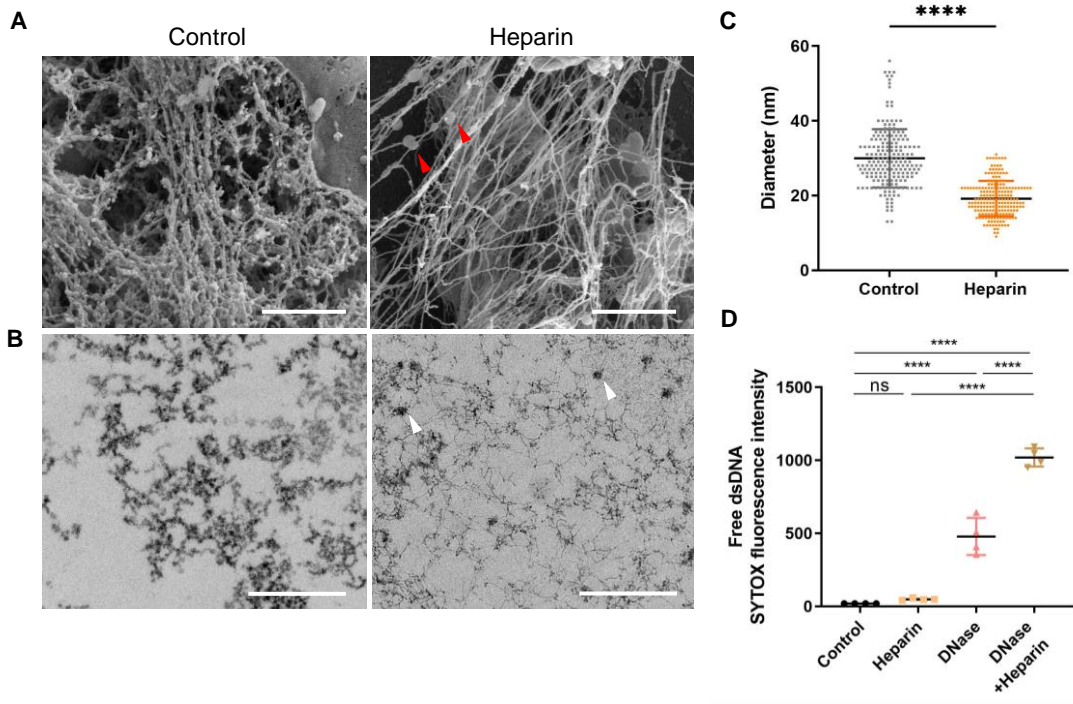 A
Control
Heparin
B
C
****
Diameter (nm)
60
40
20
0
Control
Heparin
D
****
****
****
ns
****
Free dsDNA
SYTOX fluorescence intensity
1500
1000
500
0
Control
Heparin
DNase
DNase
+Heparin